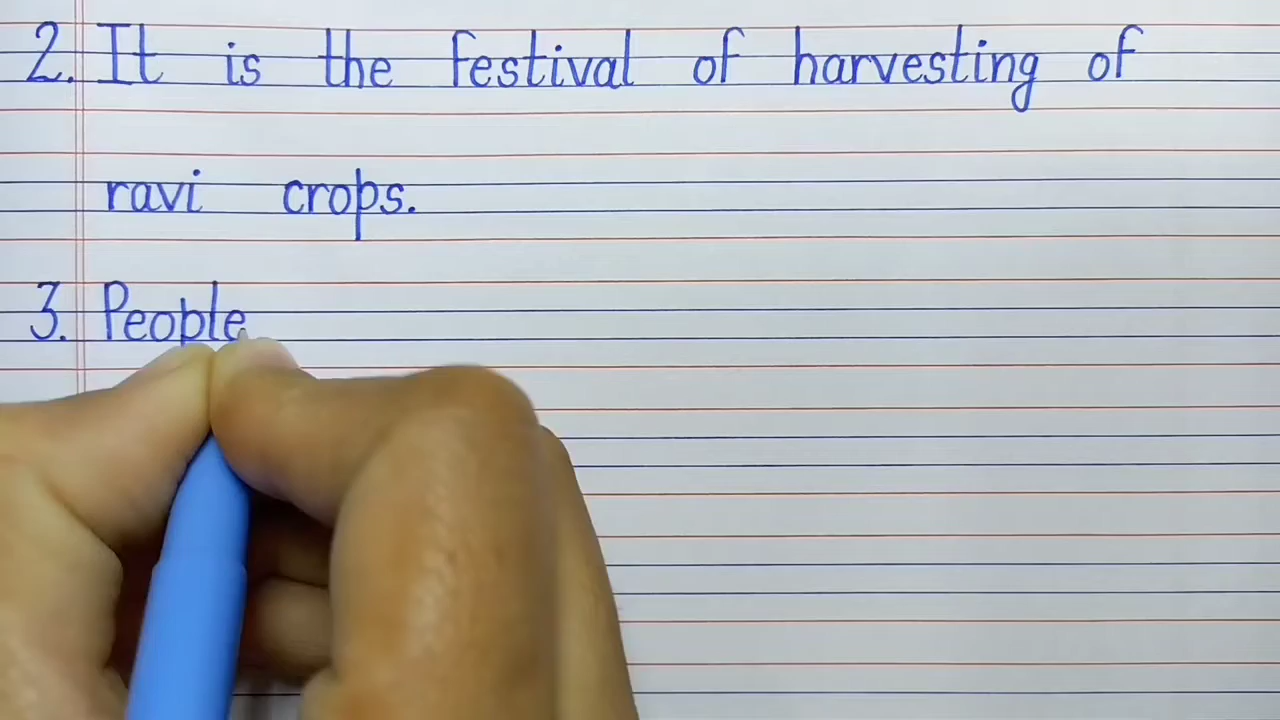 2. It is the festival of harvesting of
ravi crops.
3. People